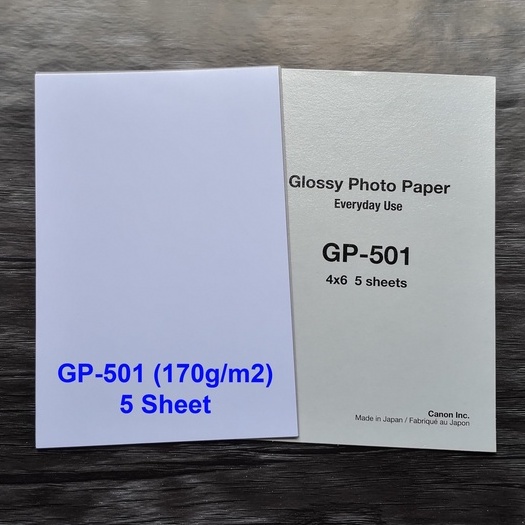 Glossy Photo Paper
Everyday Use
GP-501
4x6 5 sheets
Canon Inc.
Made in Japan / Fabriqué au Japon
GP-501 (170g/m2)
5 Sheet